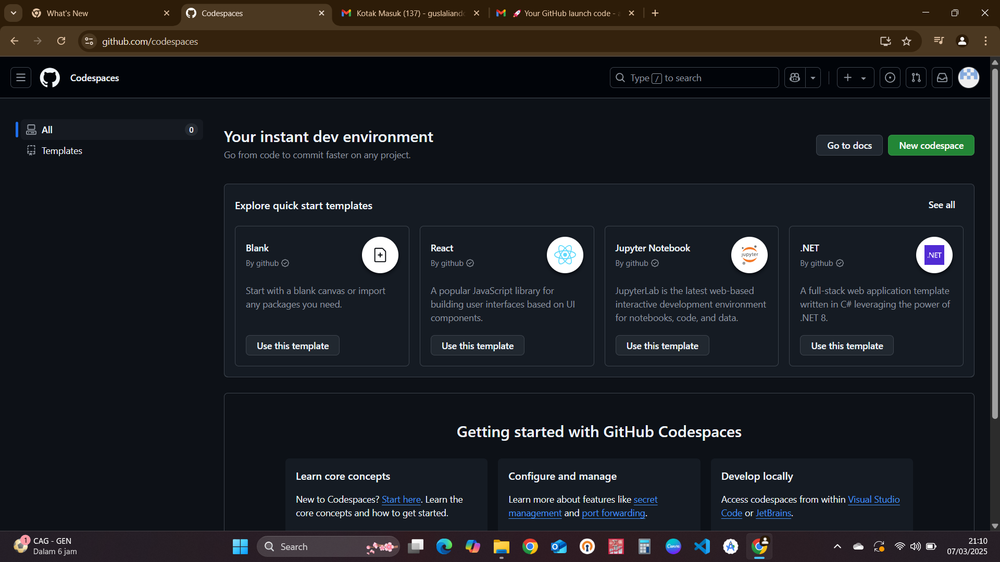 What's New
Codespaces
Kotak Masuk (137) - guslaliando
🚀 Your GitHub launch code - a
github.com/codespaces
Codespaces
Type / to search
All
0
Templates
Your instant dev environment
Go from code to commit faster on any project.
Go to docs
New codespace
Explore quick start templates
See all
Blank
By github
Start with a blank canvas or import
any packages you need.
Use this template
React
By github
A popular JavaScript library for
building user interfaces based on UI
components.
Use this template
Jupyter Notebook
By github
jupyter
JupyterLab is the latest web-based
interactive development environment
for notebooks, code, and data.
Use this template
.NET
By github
.NET
A full-stack web application template
written in C# leveraging the power of
.NET 8.
Use this template
Getting started with GitHub Codespaces
Learn core concepts
New to Codespaces? Start here. Learn the
core concepts and how to get started.
Configure and manage
Learn more about features like secret
management and port forwarding.
Develop locally
Access codespaces from within Visual Studio
Code or JetBrains.
1
CAG - GEN
Dalam 6 jam
Search
Canva
21:10
07/03/2025